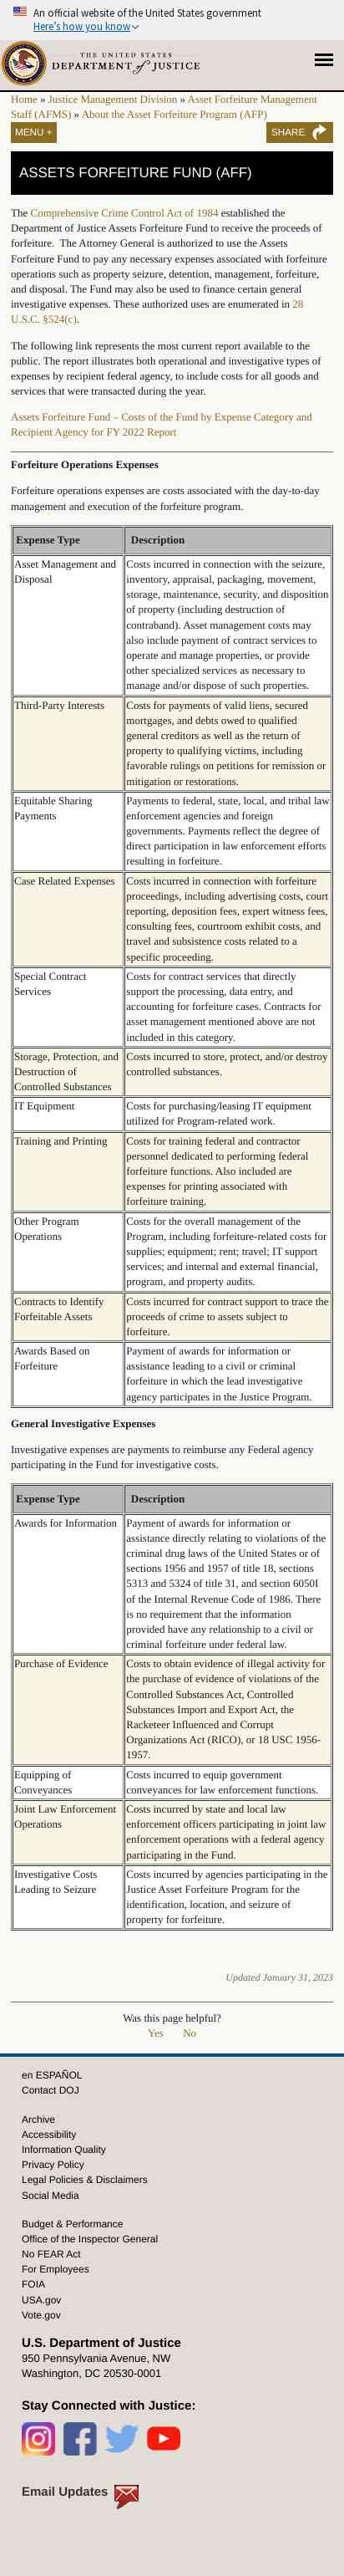 An official website of the United States government
Here's how you know
THE UNITED STATES
DEPARTMENT of JUSTICE
Home » Justice Management Division » Asset Forfeiture Management
Staff (AFMS) » About the Asset Forfeiture Program (AFP)
MENU +
SHARE
ASSETS FORFEITURE FUND (AFF)
The Comprehensive Crime Control Act of 1984 established the
Department of Justice Assets Forfeiture Fund to receive the proceeds of
forfeiture.  The Attorney General is authorized to use the Assets
Forfeiture Fund to pay any necessary expenses associated with forfeiture
operations such as property seizure, detention, management, forfeiture,
and disposal. The Fund may also be used to finance certain general
investigative expenses. These authorized uses are enumerated in 28
U.S.C. §524(c).
The following link represents the most current report available to the
public. The report illustrates both operational and investigative types of
expenses by recipient federal agency, to include costs for all goods and
services that were transacted during the year.
Assets Forfeiture Fund – Costs of the Fund by Expense Category and
Recipient Agency for FY 2022 Report
Forfeiture Operations Expenses
Forfeiture operations expenses are costs associated with the day-to-day
management and execution of the forfeiture program.
Expense Type
Description
Asset Management and
Disposal
Costs incurred in connection with the seizure,
inventory, appraisal, packaging, movement,
storage, maintenance, security, and disposition
of property (including destruction of
contraband). Asset management costs may
also include payment of contract services to
operate and manage properties, or provide
other specialized services as necessary to
manage and/or dispose of such properties.
Third-Party Interests
Costs for payments of valid liens, secured
mortgages, and debts owed to qualified
general creditors as well as the return of
property to qualifying victims, including
favorable rulings on petitions for remission or
mitigation or restorations.
Equitable Sharing
Payments
Payments to federal, state, local, and tribal law
enforcement agencies and foreign
governments. Payments reflect the degree of
direct participation in law enforcement efforts
resulting in forfeiture.
Case Related Expenses
Costs incurred in connection with forfeiture
proceedings, including advertising costs, court
reporting, deposition fees, expert witness fees,
consulting fees, courtroom exhibit costs, and
travel and subsistence costs related to a
specific proceeding.
Special Contract
Services
Costs for contract services that directly
support the processing, data entry, and
accounting for forfeiture cases. Contracts for
asset management mentioned above are not
included in this category.
Storage, Protection, and
Destruction of
Controlled Substances
Costs incurred to store, protect, and/or destroy
controlled substances.
IT Equipment
Costs for purchasing/leasing IT equipment
utilized for Program-related work.
Training and Printing
Costs for training federal and contractor
personnel dedicated to performing federal
forfeiture functions. Also included are
expenses for printing associated with
forfeiture training.
Other Program
Operations
Costs for the overall management of the
Program, including forfeiture-related costs for
supplies; equipment; rent; travel; IT support
services; and internal and external financial,
program, and property audits.
Contracts to Identify
Forfeitable Assets
Costs incurred for contract support to trace the
proceeds of crime to assets subject to
forfeiture.
Awards Based on
Forfeiture
Payment of awards for information or
assistance leading to a civil or criminal
forfeiture in which the lead investigative
agency participates in the Justice Program.
General Investigative Expenses
Investigative expenses are payments to reimburse any Federal agency
participating in the Fund for investigative costs.
Expense Type
Description
Awards for Information
Payment of awards for information or
assistance directly relating to violations of the
criminal drug laws of the United States or of
sections 1956 and 1957 of title 18, sections
5313 and 5324 of title 31, and section 6050I
of the Internal Revenue Code of 1986. There
is no requirement that the information
provided have any relationship to a civil or
criminal forfeiture under federal law.
Purchase of Evidence
Costs to obtain evidence of illegal activity for
the purchase of evidence of violations of the
Controlled Substances Act, Controlled
Substances Import and Export Act, the
Racketeer Influenced and Corrupt
Organizations Act (RICO), or 18 USC 1956-
1957.
Equipping of
Conveyances
Costs incurred to equip government
conveyances for law enforcement functions.
Joint Law Enforcement
Operations
Costs incurred by state and local law
enforcement officers participating in joint law
enforcement operations with a federal agency
participating in the Fund.
Investigative Costs
Leading to Seizure
Costs incurred by agencies participating in the
Justice Asset Forfeiture Program for the
identification, location, and seizure of
property for forfeiture.
Updated January 31, 2023
Was this page helpful?
Yes No
en ESPAÑOL
Contact DOJ
Archive
Accessibility
Information Quality
Privacy Policy
Legal Policies & Disclaimers
Social Media
Budget & Performance
Office of the Inspector General
No FEAR Act
For Employees
FOIA
USA.gov
Vote.gov
U.S. Department of Justice
950 Pennsylvania Avenue, NW
Washington, DC 20530-0001
Stay Connected with Justice:
Email Updates